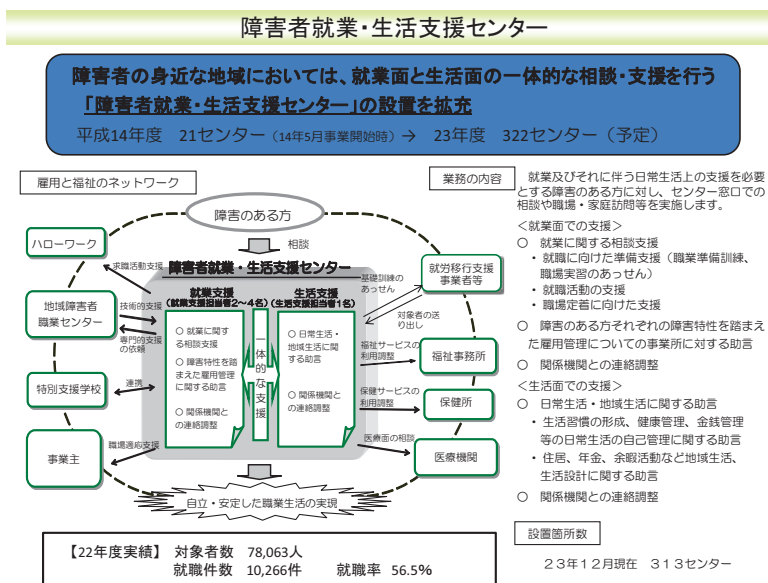 障害者就業・生活支援センター
障害者の身近な地域においては、就業面と生活面の一体的な相談・支援を行う
「障害者就業・生活支援センター」の設置を拡充
平成14年度　21センター（14年5月事業開始時）→　23年度　322センター（予定）
雇用と福祉のネットワーク
障害のある方
相談
ハローワーク
求職活動支援
地域障害者
職業センター
技術的支援
専門的支援
の依頼
特別支援学校
連携
事業主
職場適応支援
障害者就業・生活支援センター
就業支援
（就業支援担当者2～4名）
○ 就業に関す
る相談支援
○ 障害特性を踏
まえた雇用管理
に関する助言
○ 関係機関と
の連絡調整
一体的な支援
生活支援
（生活支援担当者1名）
○ 日常生活・
地域生活に関
する助言
○ 関係機関と
の連絡調整
基礎訓練の
あっせん
就労移行支援
事業者等
対象者の送
り出し
福祉サービスの
利用調整
福祉事務所
保健サービスの
利用調整
保健所
医療面の相談
医療機関
自立・安定した職業生活の実現
【22年度実績】　対象者数　78,063人
就職件数　10,266件　　就職率　56.5%
業務の内容
就業及びそれに伴う日常生活上の支援を必要
とする障害のある方に対し、センター窓口での
相談や職場・家庭訪問等を実施します。
＜就業面での支援＞
○　就業に関する相談支援
・就職に向けた準備支援（職業準備訓練、
職場実習のあっせん）
・就職活動の支援
・職場定着に向けた支援
○　障害のある方それぞれの障害特性を踏まえ
た雇用管理についての事業所に対する助言
○　関係機関との連絡調整
＜生活面での支援＞
○　日常生活・地域生活に関する助言
・生活習慣の形成、健康管理、金銭管理
等の日常生活の自己管理に関する助言
・住居、年金、余暇活動など地域生活、
生活設計に関する助言
○　関係機関との連絡調整
設置箇所数
２３年１２月現在　３１３センター